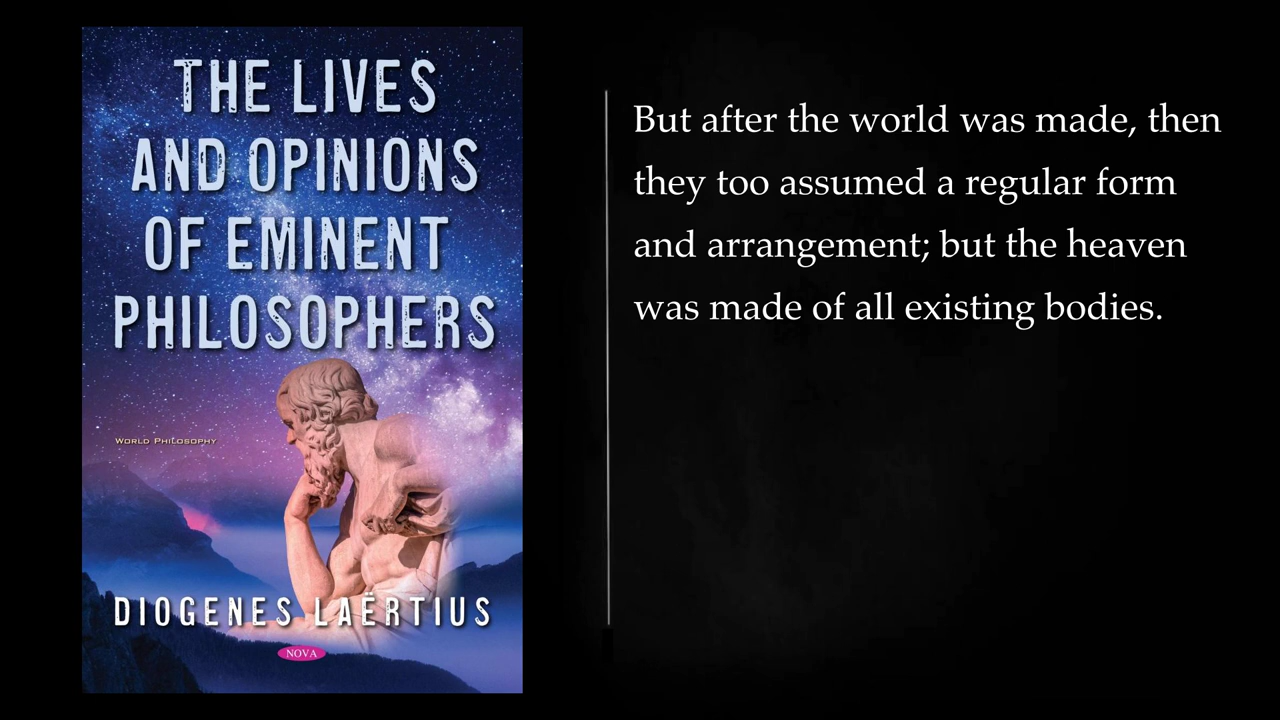 THE LIVES
AND OPINIONS
OF EMINENT
PHILOSOPHERS
WORLD PHILOSOPHY
DIOGENES LAËRTIUS
NOVA
But after the world was made, then
they too assumed a regular form
and arrangement; but the heaven
was made of all existing bodies.